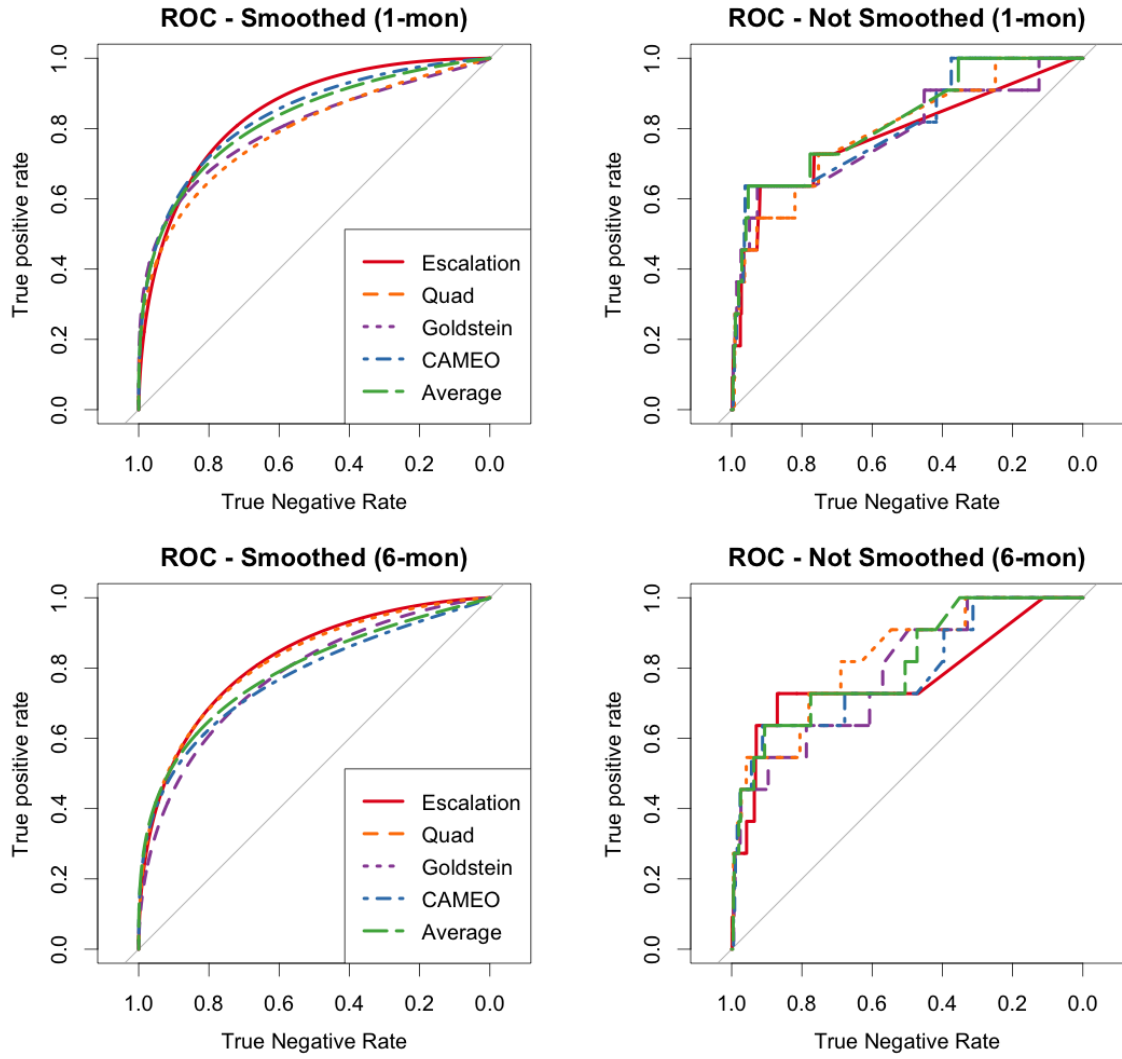 ROC - Smoothed (1-mon)
True positive rate
1.0
0.8
0.6
0.4
0.2
0.0
Escalation
Quad
Goldstein
CAMEO
Average
1.0 0.8 0.6 0.4 0.2 0.0
True Negative Rate
ROC - Not Smoothed (1-mon)
True positive rate
1.0
0.8
0.6
0.4
0.2
0.0
1.0 0.8 0.6 0.4 0.2 0.0
True Negative Rate
ROC - Smoothed (6-mon)
True positive rate
1.0
0.8
0.6
0.4
0.2
0.0
Escalation
Quad
Goldstein
CAMEO
Average
1.0 0.8 0.6 0.4 0.2 0.0
True Negative Rate
ROC - Not Smoothed (6-mon)
True positive rate
1.0
0.8
0.6
0.4
0.2
0.0
1.0 0.8 0.6 0.4 0.2 0.0
True Negative Rate